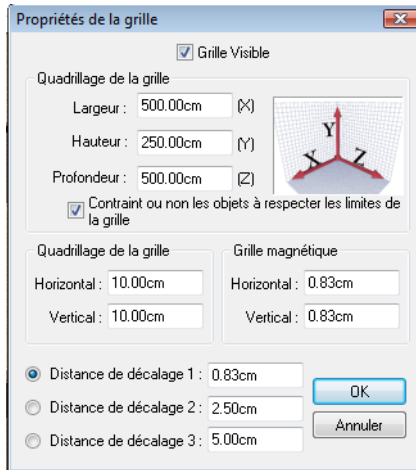 Propriétés de la grille
Grille Visible
Quadrillage de la grille
Largeur : 500.00cm (X)
Hauteur : 250.00cm (Y)
Profondeur : 500.00cm (Z)
Y
X Z
Contraint ou non les objets à respecter les limites de
la grille
Quadrillage de la grille
Horizontal : 10.00cm
Vertical : 10.00cm
Grille magnétique
Horizontal : 0.83cm
Vertical : 0.83cm
Distance de décalage 1 : 0.83cm
Distance de décalage 2 : 2.50cm
Distance de décalage 3 : 5.00cm
OK
Annuler